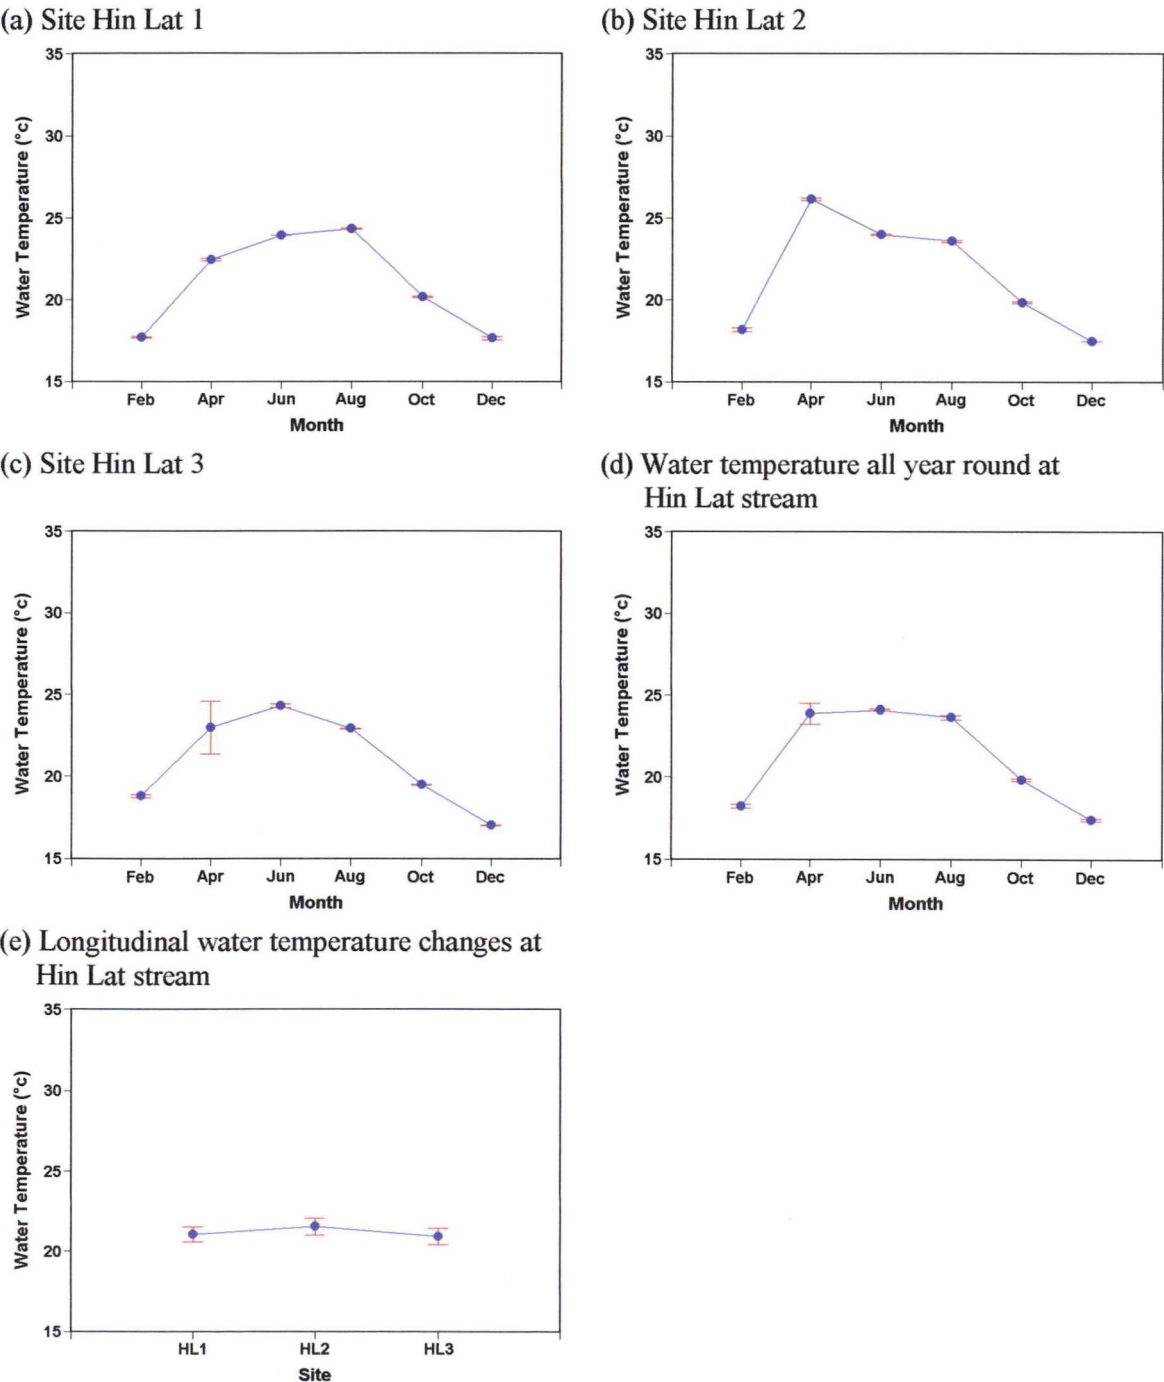 (a) Site Hin Lat 1
35
30
25
20
15
Water Temperature (°c)
Feb Apr Jun Aug Oct Dec
Month
(b) Site Hin Lat 2
35
30
25
20
15
Water Temperature (°c)
Feb Apr Jun Aug Oct Dec
Month
(c) Site Hin Lat 3
35
30
25
20
15
Water Temperature (°c)
Feb Apr Jun Aug Oct Dec
Month
(d) Water temperature all year round at
Hin Lat stream
35
30
25
20
15
Water Temperature (°c)
Feb Apr Jun Aug Oct Dec
Month
(e) Longitudinal water temperature changes at
Hin Lat stream
35
30
25
20
15
Water Temperature (°c)
HL1 HL2 HL3
Site